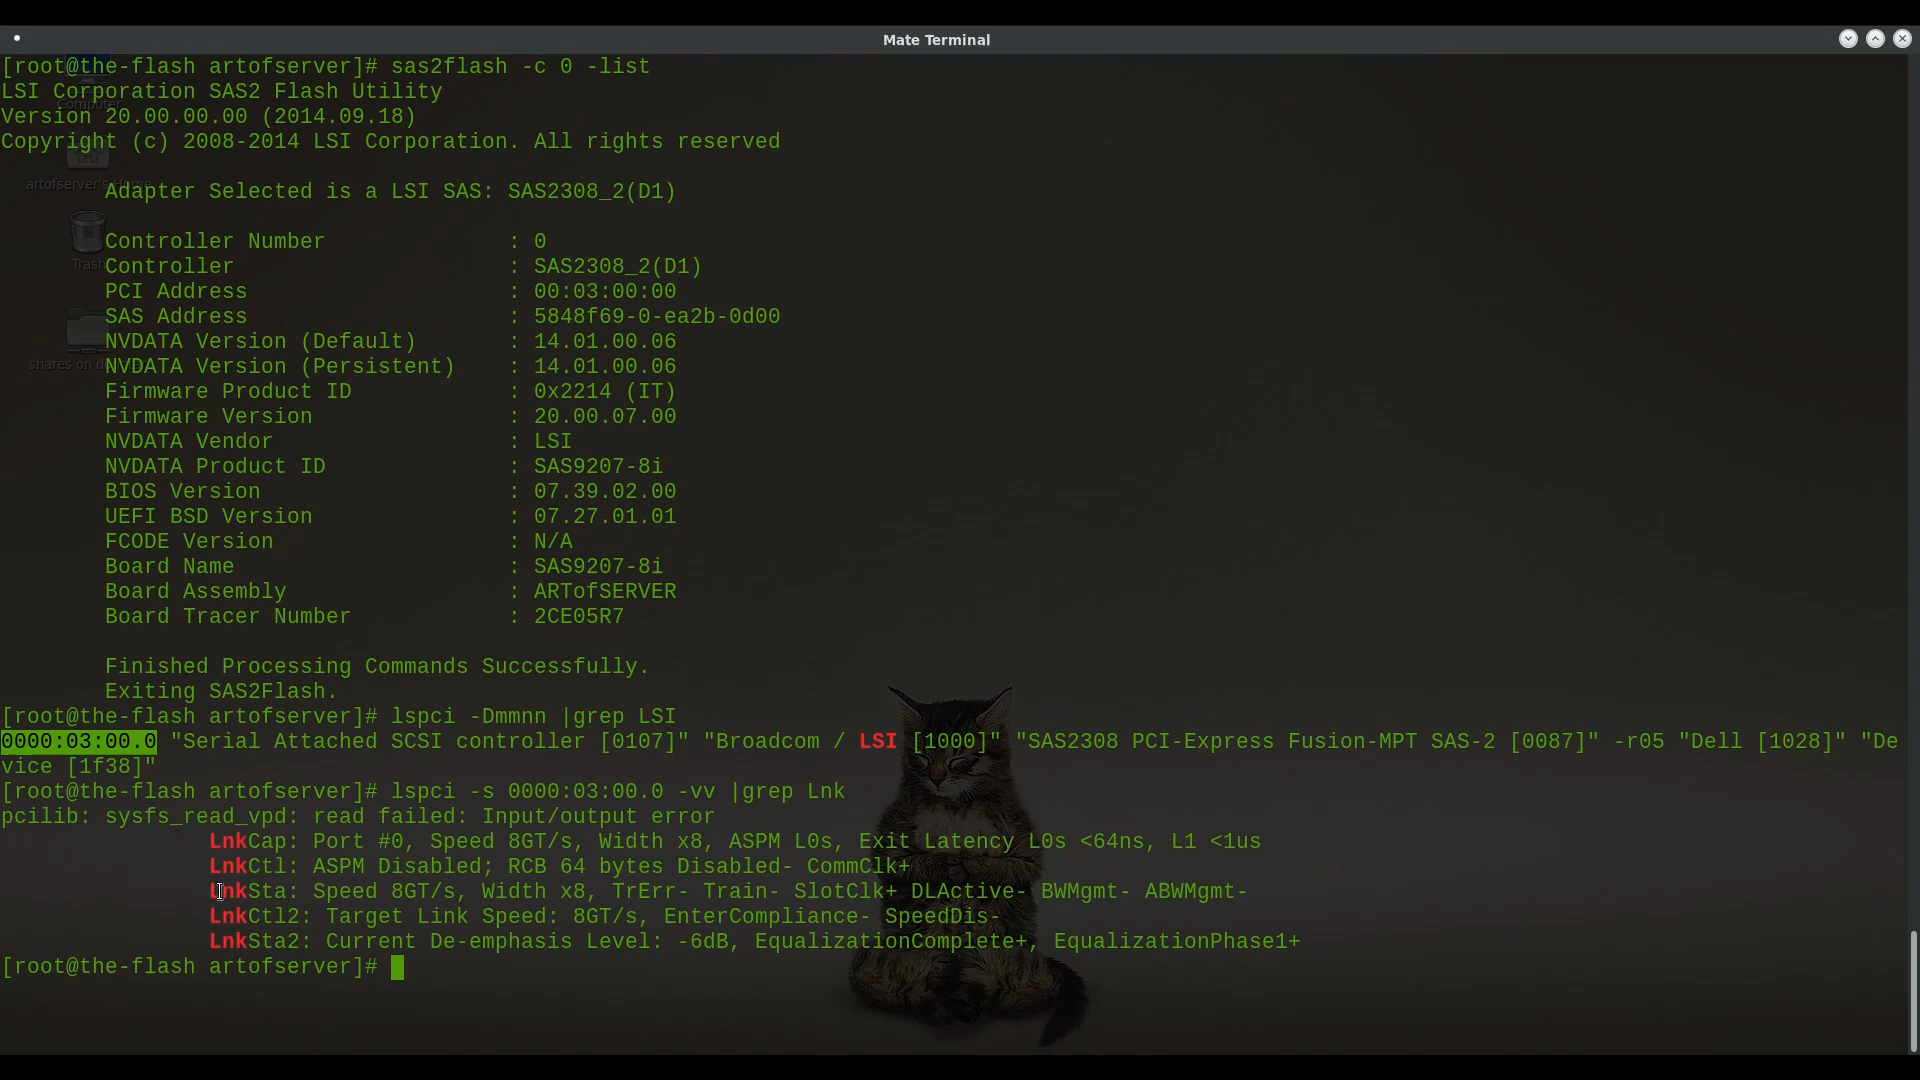 Mate Terminal
[root@the-flash artofserver]# sas2flash -c 0 -list
LSI Corporation SAS2 Flash Utility
Computer
Version 20.00.00.00 (2014.09.18)
Copyright (c) 2008-2014 LSI Corporation. All rights reserved
artofserver's Home
Adapter Selected is a LSI SAS: SAS2308_2(D1)
Controller Number : 0
Trash
Controller : SAS2308_2(D1)
PCI Address : 00:03:00:00
SAS Address : 5848f69-0-ea2b-0d00
NVDATA Version (Default) : 14.01.00.06
shares on
NVDATA Version (Persistent) : 14.01.00.06
Firmware Product ID : 0x2214 (IT)
Firmware Version : 20.00.07.00
NVDATA Vendor : LSI
NVDATA Product ID : SAS9207-8i
BIOS Version : 07.39.02.00
UEFI BSD Version : 07.27.01.01
FCODE Version : N/A
Board Name : SAS9207-8i
Board Assembly : ARTofSERVER
Board Tracer Number : 2CE05R7
Finished Processing Commands Successfully.
Exiting SAS2Flash.
[root@the-flash artofserver]# lspci -Dmmnn |grep LSI
0000:03:00.0 "Serial Attached SCSI controller [0107]" "Broadcom / LSI [1000]" "SAS2308 PCI-Express Fusion-MPT SAS-2 [0087]" -r05 "Dell [1028]" "De
vice [1f38]"
[root@the-flash artofserver]# lspci -s 0000:03:00.0 -vv |grep Lnk
pcilib: sysfs_read_vpd: read failed: Input/output error
LnkCap: Port #0, Speed 8GT/s, Width x8, ASPM L0s, Exit Latency L0s <64ns, L1 <1us
LnkCtl: ASPM Disabled; RCB 64 bytes Disabled- CommClk+
LnkSta: Speed 8GT/s, Width x8, TrErr- Train- SlotClk+ DLActive- BWMgmt- ABWMgmt-
LnkCtl2: Target Link Speed: 8GT/s, EnterCompliance- SpeedDis-
LnkSta2: Current De-emphasis Level: -6dB, EqualizationComplete+, EqualizationPhase1+
[root@the-flash artofserver]#